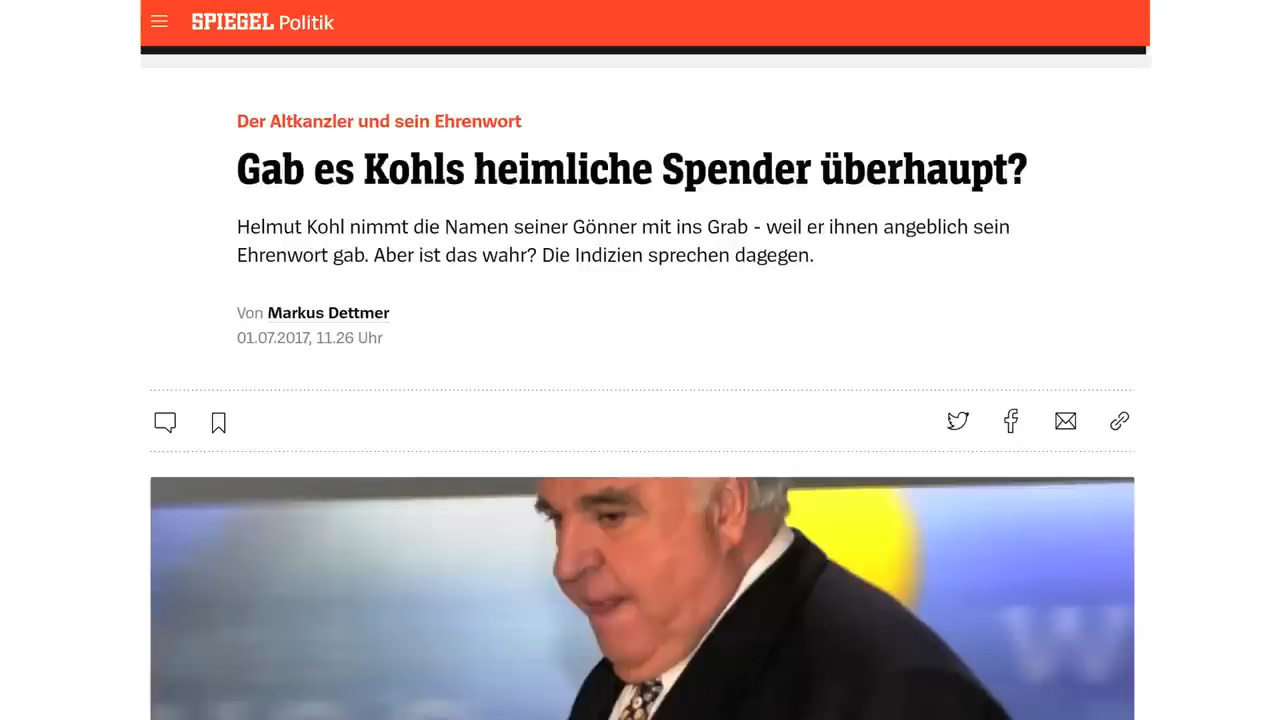 SPIEGEL Politik
Der Altkanzler und sein Ehrenwort
Gab es Kohls heimliche Spender überhaupt?
Helmut Kohl nimmt die Namen seiner Gönner mit ins Grab - weil er ihnen angeblich sein
Ehrenwort gab. Aber ist das wahr? Die Indizien sprechen dagegen.
Von Markus Dettmer
01.07.2017, 11.26 Uhr
W